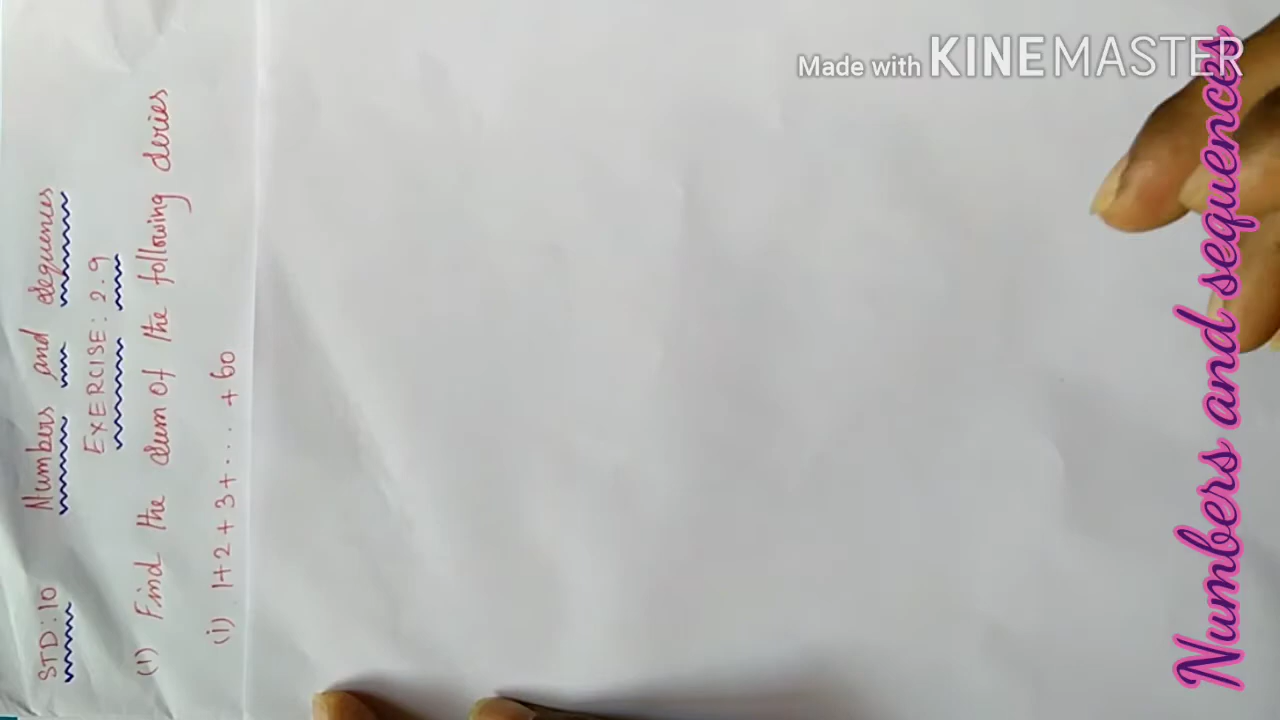 STD: 10 Numbers and sequences
EXERCISE: 2.9
(1) Find the sum of the following series
(i) 1+2+3+....+60
Made with KINEMASTER
Numbers and sequences